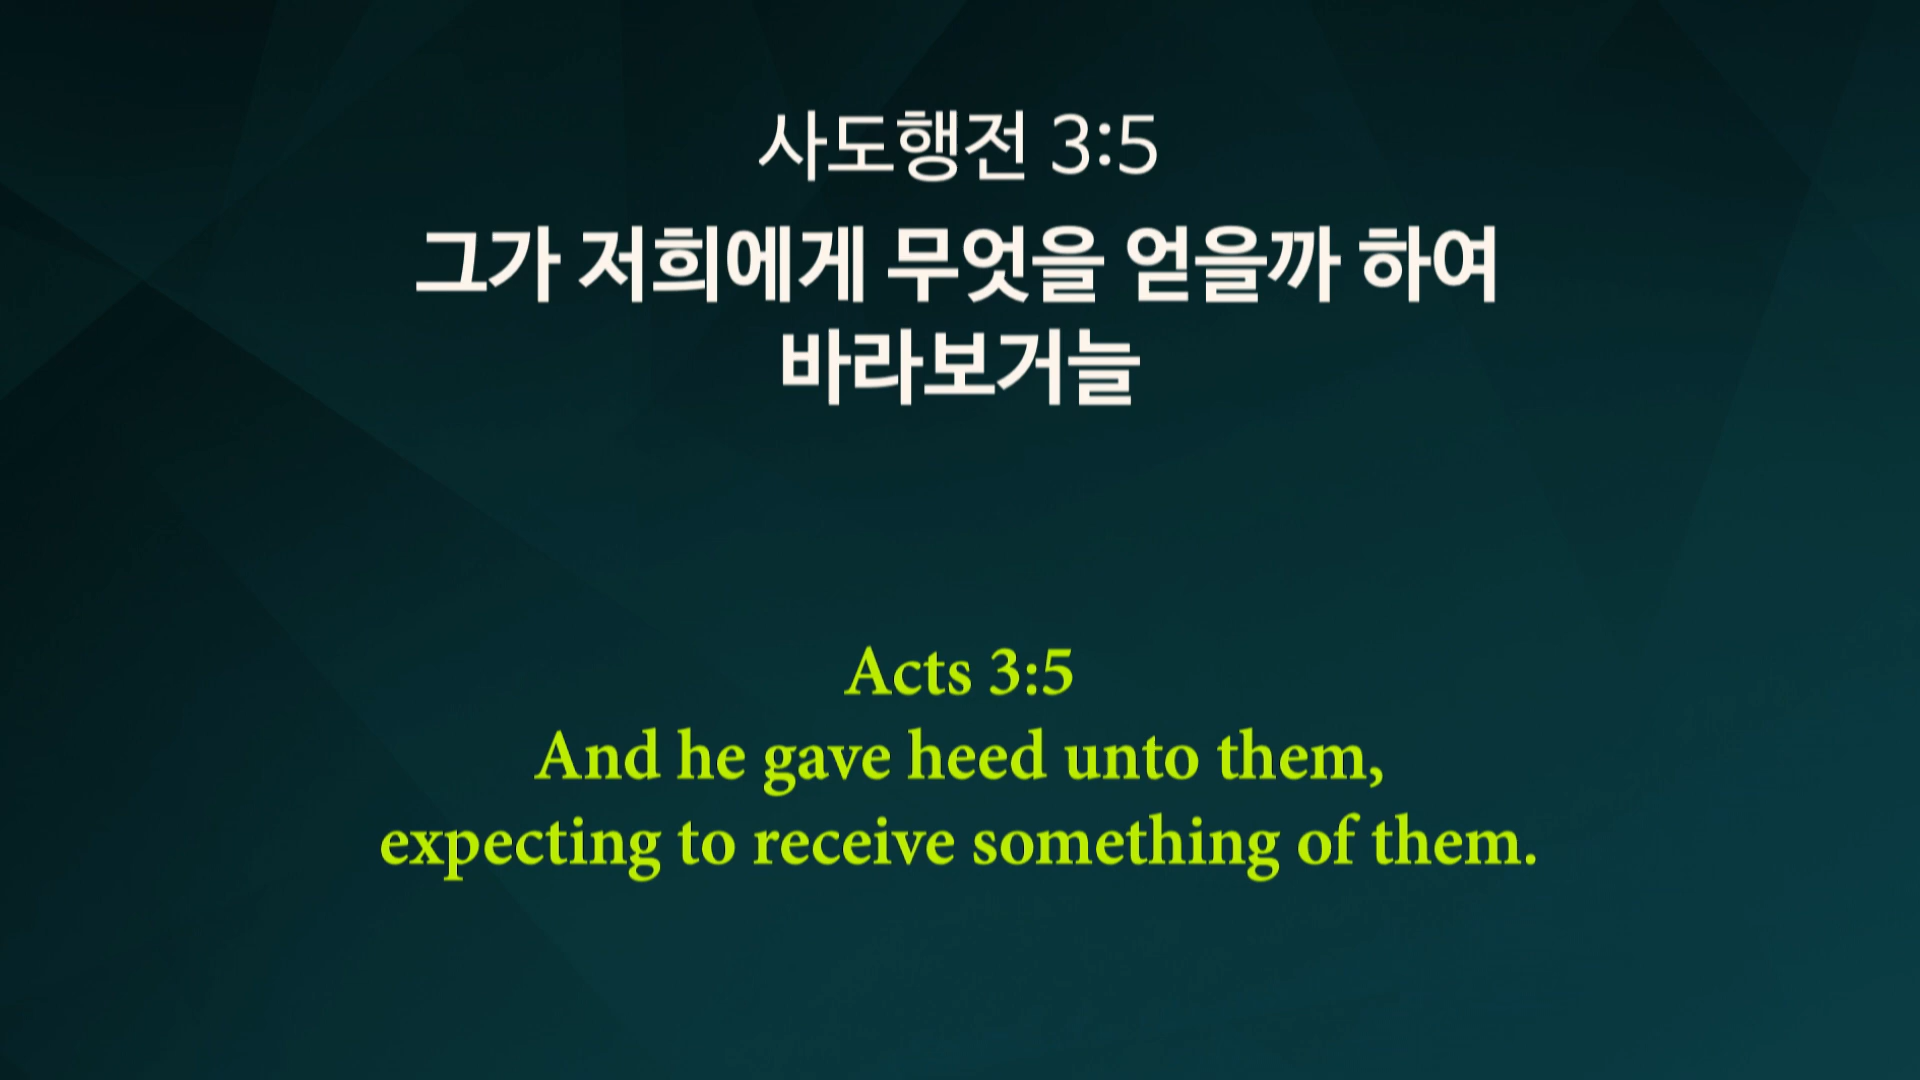 사도행전 3:5
그가 저희에게 무엇을 얻을까 하여
바라보거늘
Acts 3:5
And he gave heed unto them,
expecting to receive something of them.